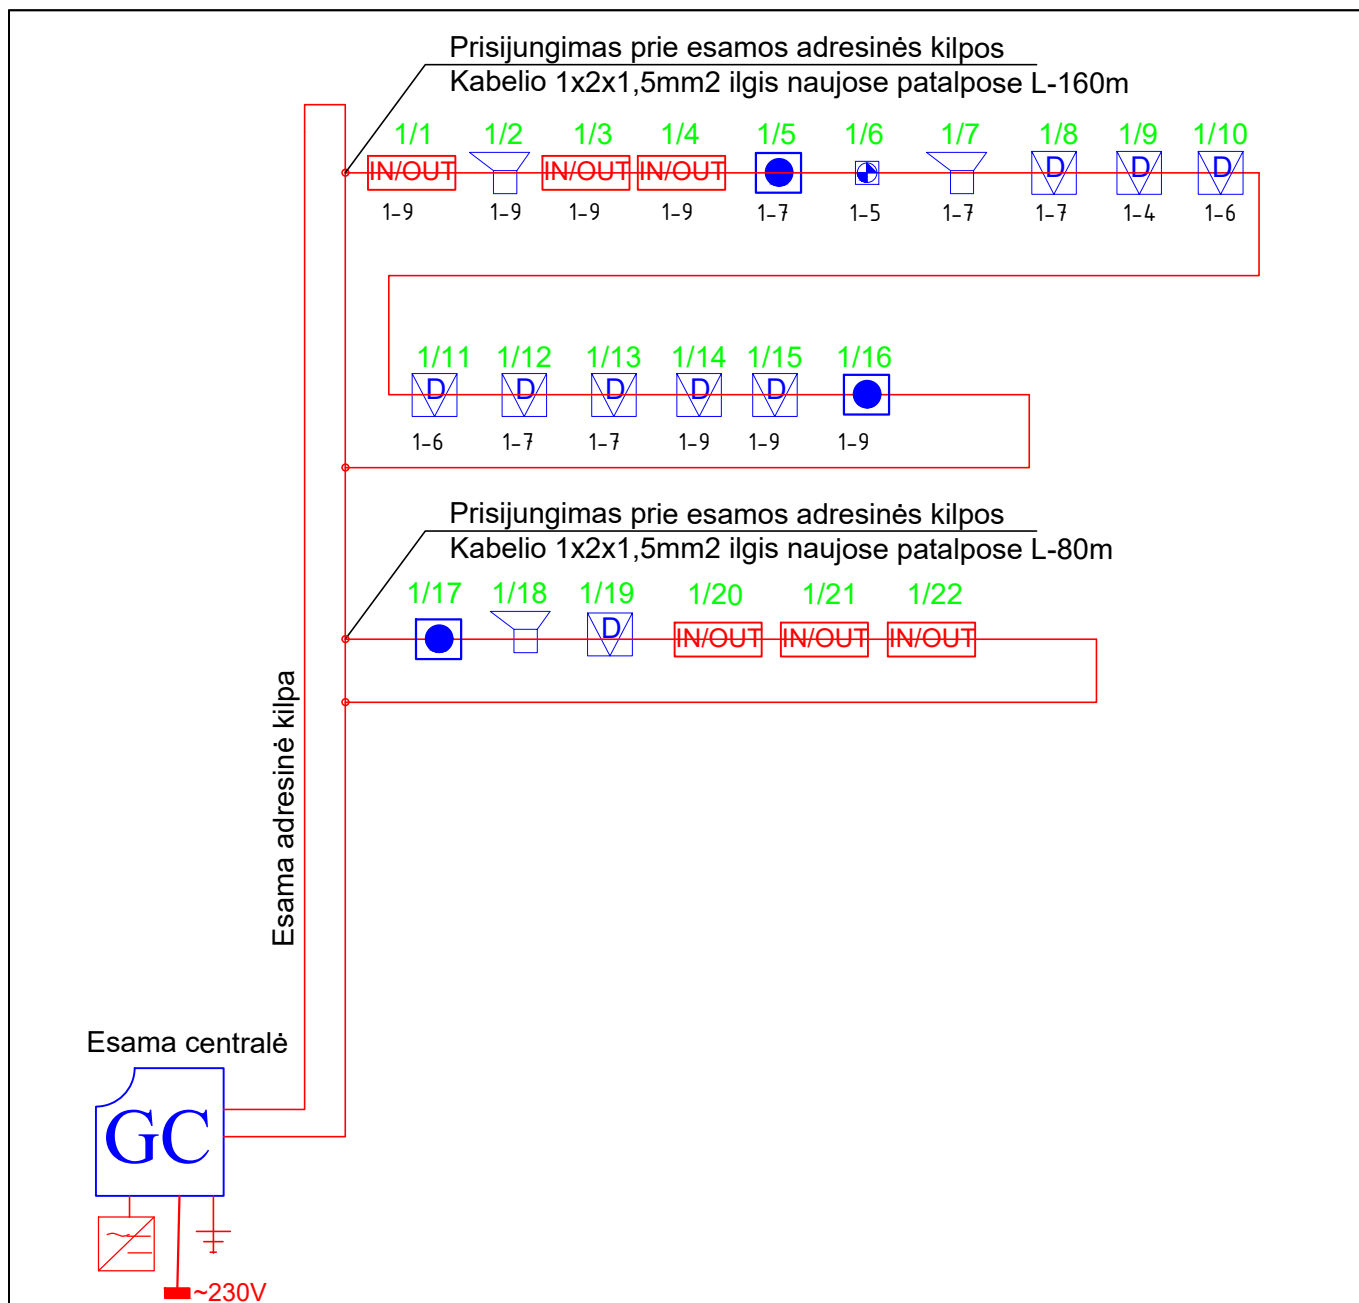 Prisijungimas prie esamos adresinės kilpos
Kabelio 1x2x1,5mm2 ilgis naujose patalpose L-160m
1/1 1/2 1/3 1/4 1/5 1/6 1/7 1/8 1/9 1/10
IN/OUT IN/OUT IN/OUT D D D
1-9 1-9 1-9 1-9 1-7 1-5 1-7 1-7 1-4 1-6
1/11 1/12 1/13 1/14 1/15 1/16
D D D D D
1-6 1-7 1-7 1-9 1-9 1-9
Prisijungimas prie esamos adresinės kilpos
Kabelio 1x2x1,5mm2 ilgis naujose patalpose L-80m
1/17 1/18 1/19 1/20 1/21 1/22
D IN/OUT IN/OUT IN/OUT
Esama adresinė kilpa
Esama centralė
GC
~230V